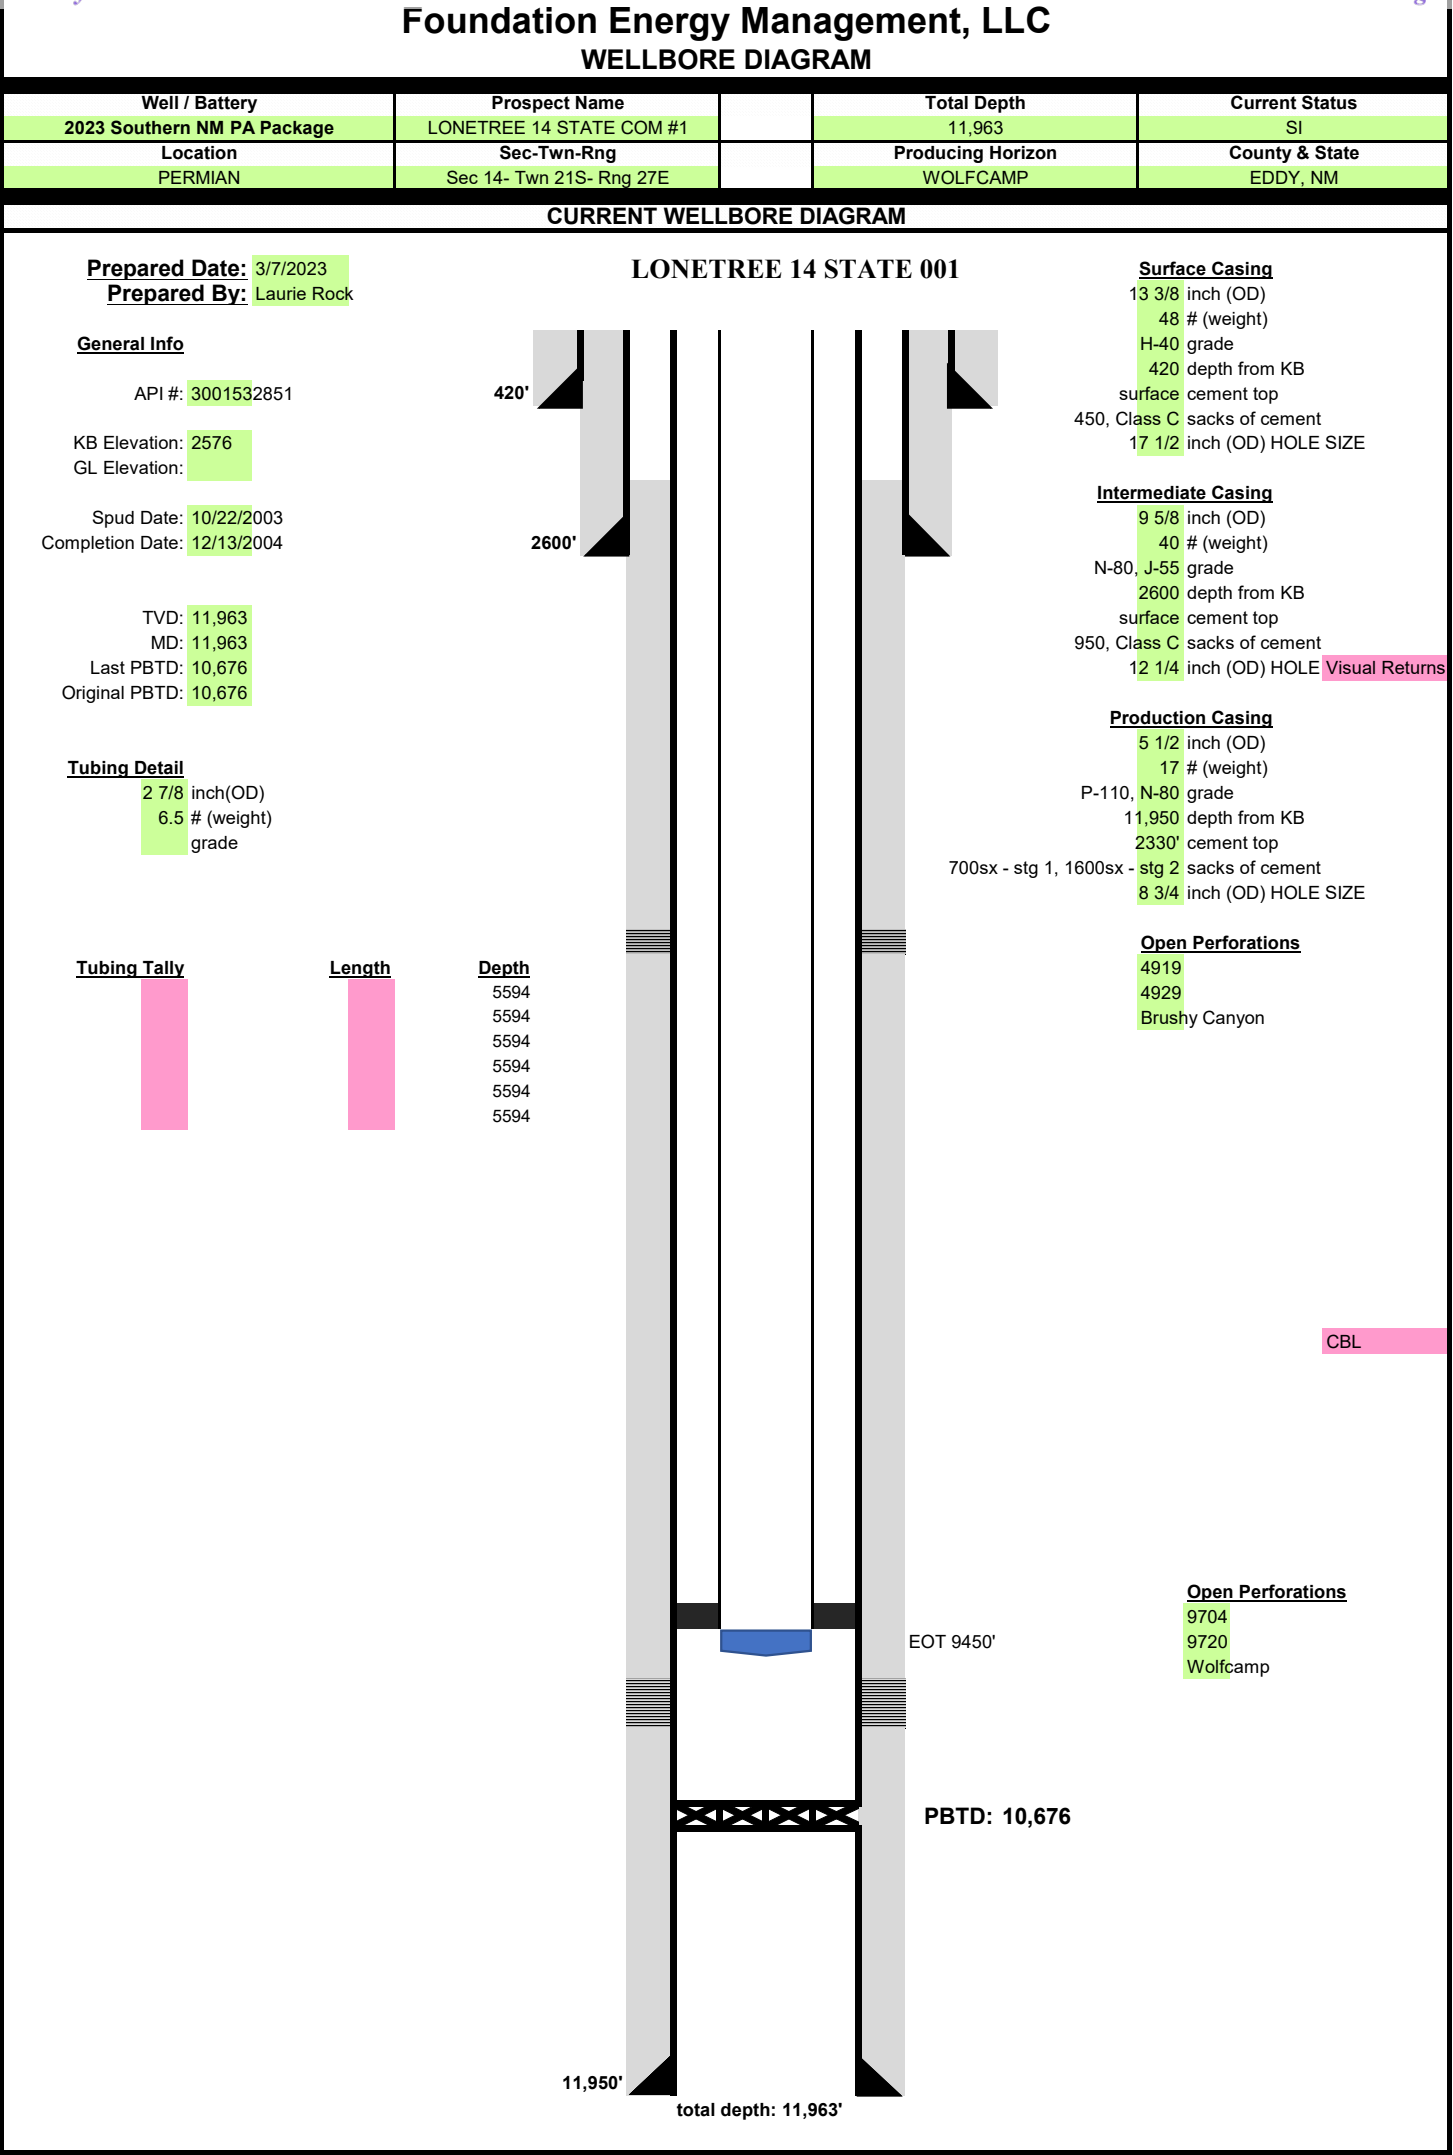 Foundation Energy Management, LLC
WELLBORE DIAGRAM
Well / Battery Prospect Name Total Depth Current Status
2023 Southern NM PA Package LONETREE 14 STATE COM #1 11,963 SI
Location Sec-Twn-Rng Producing Horizon County & State
PERMIAN Sec 14- Twn 21S- Rng 27E WOLFCAMP EDDY, NM
CURRENT WELLBORE DIAGRAM
Prepared Date: 3/7/2023
Prepared By: Laurie Rock
LONETREE 14 STATE 001
General Info
API #: 3001532851
KB Elevation: 2576
GL Elevation:
Spud Date: 10/22/2003
Completion Date: 12/13/2004
TVD: 11,963
MD: 11,963
Last PBTD: 10,676
Original PBTD: 10,676
Tubing Detail
2 7/8 inch(OD)
6.5 # (weight)
grade
Tubing Tally Length Depth
5594
5594
5594
5594
5594
5594
420'
2600'
Surface Casing
13 3/8 inch (OD)
48 # (weight)
H-40 grade
420 depth from KB
surface cement top
450, Class C sacks of cement
17 1/2 inch (OD) HOLE SIZE
Intermediate Casing
9 5/8 inch (OD)
40 # (weight)
N-80, J-55 grade
2600 depth from KB
surface cement top
950, Class C sacks of cement
12 1/4 inch (OD) HOLE Visual Returns
Production Casing
5 1/2 inch (OD)
17 # (weight)
P-110, N-80 grade
11,950 depth from KB
2330' cement top
700sx - stg 1, 1600sx - stg 2 sacks of cement
8 3/4 inch (OD) HOLE SIZE
Open Perforations
4919
4929
Brushy Canyon
CBL
Open Perforations
9704
9720
Wolfcamp
EOT 9450'
PBTD: 10,676
11,950'
total depth: 11,963'